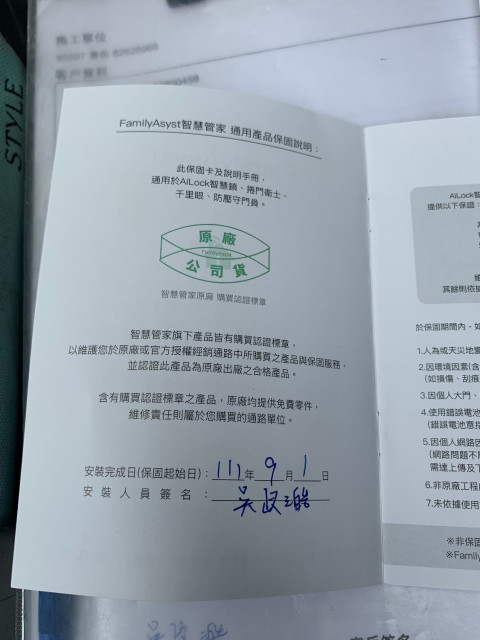 施工單位
客戶資料
STYLE
FamilyAsyst智慧管家 通用產品保固說明：
此保固卡及說明手冊，
通用於AiLock智慧鎖、捲門衛士、
千里眼、防壓守門員。
原廠
FamilyAsyst
公司貨
智慧管家原廠 購買認證標章
智慧管家旗下產品皆有購買認證標章，
以維護您於原廠或官方授權經銷通路中所購買之產品與保固服務，
並認證此產品為原廠出廠之合格產品。
含有購買認證標章之產品，原廠均提供免費零件，
維修責任則屬於您購買的通路單位。
安裝完成日(保固起始日)：111年9月1日
安裝人員簽名：吳
AiLock智
提供以下保證：
其餘則依據
於保固期間內，如
1.人為或天災地變
2.因環境因素(含
(如損傷、刮痕
3.因個人大門、
4.使用錯誤電池
(錯誤電池意指
5.因個人網路因
(網路問題不
需達上傳及下
6.非原廠工程
7.未依據使用
※非保固
※Family